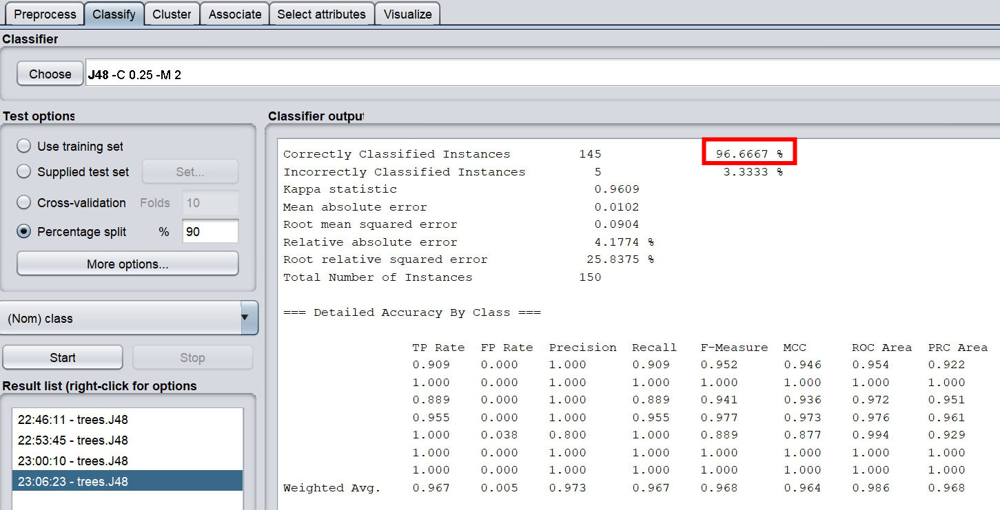 Preprocess Classify Cluster Associate Select attributes Visualize
Classifier
Choose J48 -C 0.25 -M 2
Test options
Use training set
Supplied test set Set...
Cross-validation Folds 10
Percentage split % 90
More options...
(Nom) class
Start Stop
Result list (right-click for options
22:46:11 - trees.J48
22:53:45 - trees.J48
23:00:10 - trees.J48
23:06:23 - trees.J48
Classifier output
Correctly Classified Instances 145 96.6667 %
Incorrectly Classified Instances 5 3.3333 %
Kappa statistic 0.9609
Mean absolute error 0.0102
Root mean squared error 0.0904
Relative absolute error 4.1774 %
Root relative squared error 25.8375 %
Total Number of Instances 150
=== Detailed Accuracy By Class ===
TP Rate FP Rate Precision Recall F-Measure MCC ROC Area PRC Area
0.909 0.000 1.000 0.909 0.952 0.946 0.954 0.922
1.000 0.000 1.000 1.000 1.000 1.000 1.000 1.000
0.889 0.000 1.000 0.889 0.941 0.936 0.972 0.951
0.955 0.000 1.000 0.955 0.977 0.973 0.976 0.961
1.000 0.038 0.800 1.000 0.889 0.877 0.994 0.929
1.000 0.000 1.000 1.000 1.000 1.000 1.000 1.000
1.000 0.000 1.000 1.000 1.000 1.000 1.000 1.000
Weighted Avg. 0.967 0.005 0.973 0.967 0.968 0.964 0.986 0.968